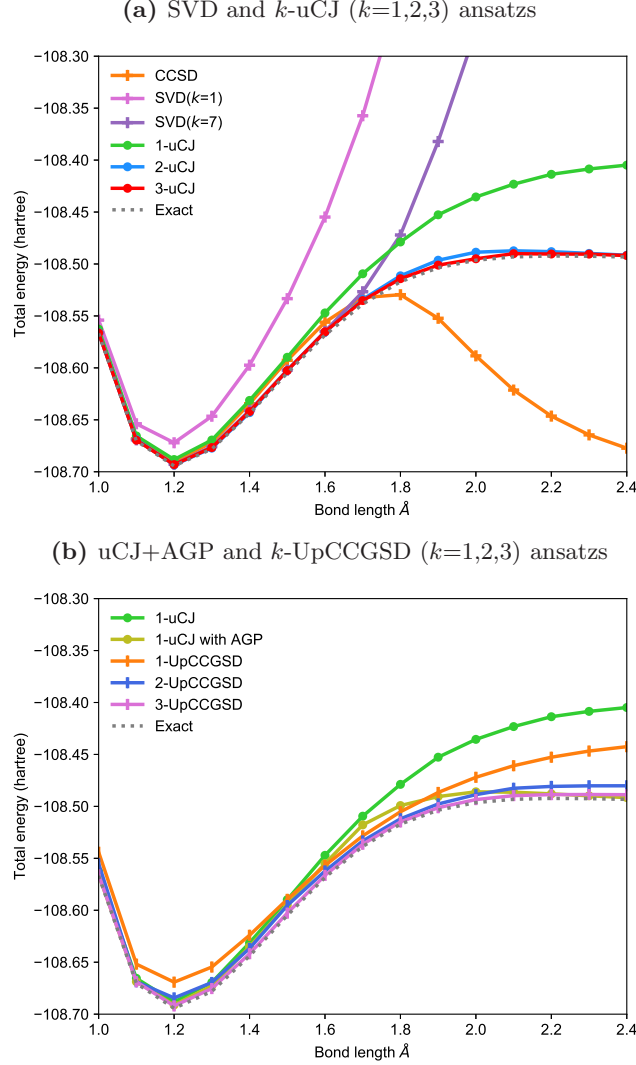 (a) SVD and k-uCJ (k=1,2,3) ansatzs
−108.30
−108.35
−108.40
−108.45
−108.50
−108.55
−108.60
−108.65
−108.70
Total energy (hartree)
CCSD
SVD(k=1)
SVD(k=7)
1-uCJ
2-uCJ
3-uCJ
Exact
1.0 1.2 1.4 1.6 1.8 2.0 2.2 2.4
Bond length Å
(b) uCJ+AGP and k-UpCCGSD (k=1,2,3) ansatzs
−108.30
−108.35
−108.40
−108.45
−108.50
−108.55
−108.60
−108.65
−108.70
Total energy (hartree)
1-uCJ
1-uCJ with AGP
1-UpCCGSD
2-UpCCGSD
3-UpCCGSD
Exact
1.0 1.2 1.4 1.6 1.8 2.0 2.2 2.4
Bond length Å